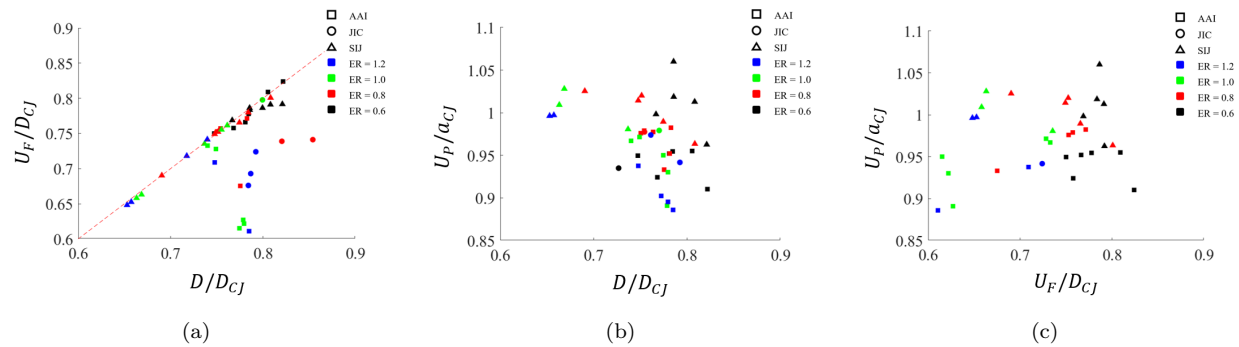 0.9
0.85
0.8
0.75
0.7
0.65
0.6
0.6
0.7
0.8
0.9
U_F/D_CJ
D/D_CJ
AAI
JIC
SIJ
ER = 1.2
ER = 1.0
ER = 0.8
ER = 0.6
(a)
1.1
1.05
1.0
0.95
0.9
0.85
0.6
0.7
0.8
0.9
U_P/a_CJ
D/D_CJ
AAI
JIC
SIJ
ER = 1.2
ER = 1.0
ER = 0.8
ER = 0.6
(b)
1.1
1.05
1.0
0.95
0.9
0.85
0.6
0.7
0.8
0.9
U_P/a_CJ
U_F/D_CJ
AAI
JIC
SIJ
ER = 1.2
ER = 1.0
ER = 0.8
ER = 0.6
(c)